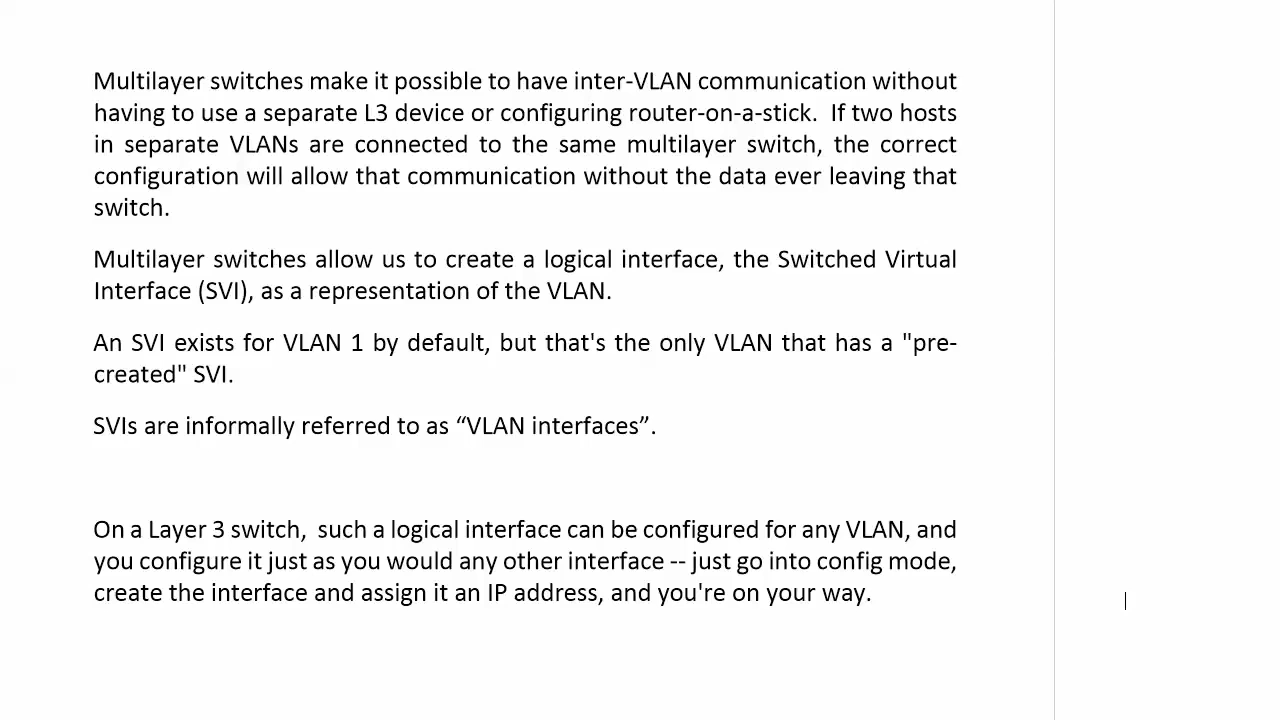 Multilayer switches make it possible to have inter-VLAN communication without
having to use a separate L3 device or configuring router-on-a-stick.  If two hosts
in separate VLANs are connected to the same multilayer switch, the correct
configuration will allow that communication without the data ever leaving that
switch.
Multilayer switches allow us to create a logical interface, the Switched Virtual
Interface (SVI), as a representation of the VLAN.
An SVI exists for VLAN 1 by default, but that's the only VLAN that has a "pre-
created" SVI.
SVIs are informally referred to as “VLAN interfaces”.
On a Layer 3 switch,  such a logical interface can be configured for any VLAN, and
you configure it just as you would any other interface -- just go into config mode,
create the interface and assign it an IP address, and you're on your way.